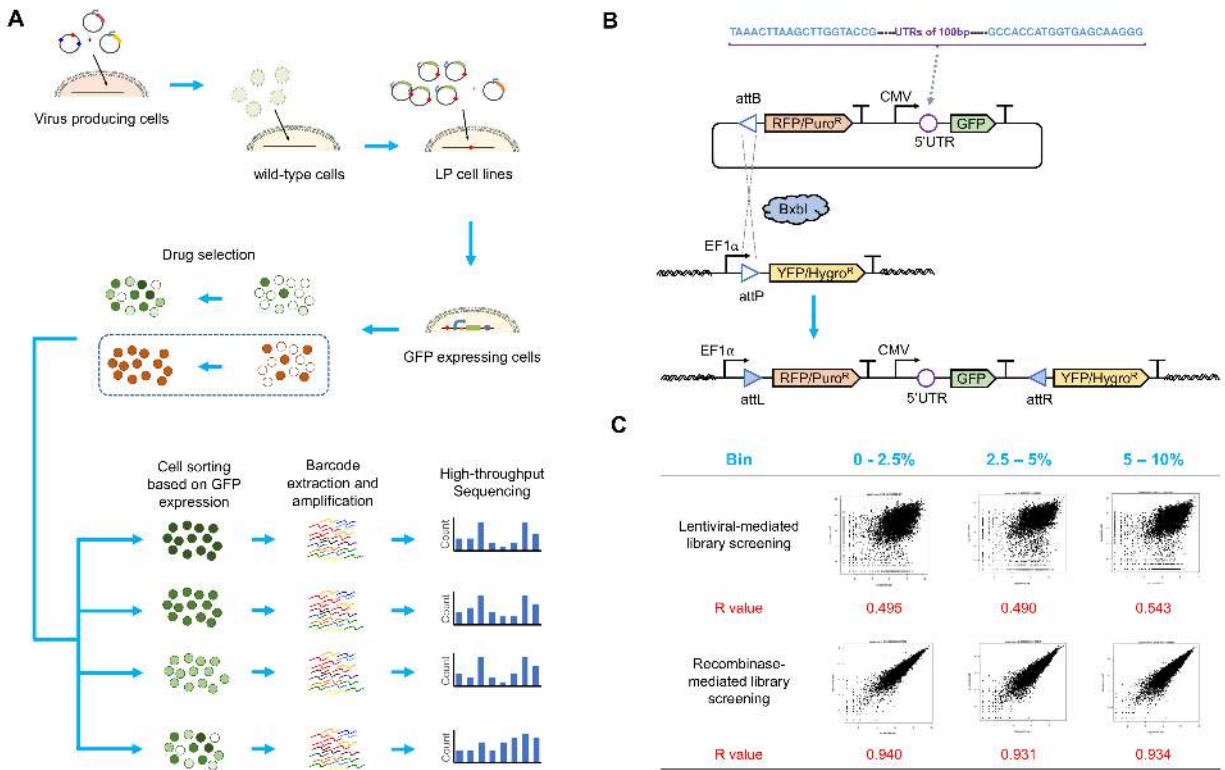 A
Virus producing cells
wild-type cells
LP cell lines
Drug selection
GFP expressing cells
Cell sorting
based on GFP
expression
Barcode
extraction and
amplification
High-throughput
Sequencing
Count
Count
Count
Count
B
TAAACTTAAGCTTGGTACCG----UTRs of 100bp----GCCACCATGGTGAGCAAGGG
attB
CMV
RFP/Puroᴿ
GFP
5'UTR
BxbI
EF1α
YFP/Hygroᴿ
attP
EF1α
CMV
RFP/Puroᴿ
GFP
YFP/Hygroᴿ
attL
5'UTR
attR
C
Bin 0 - 2.5% 2.5 – 5% 5 – 10%
Lentiviral-mediated
library screening
R value 0.495 0.490 0.543
Recombinase-
mediated library
screening
R value 0.940 0.931 0.934